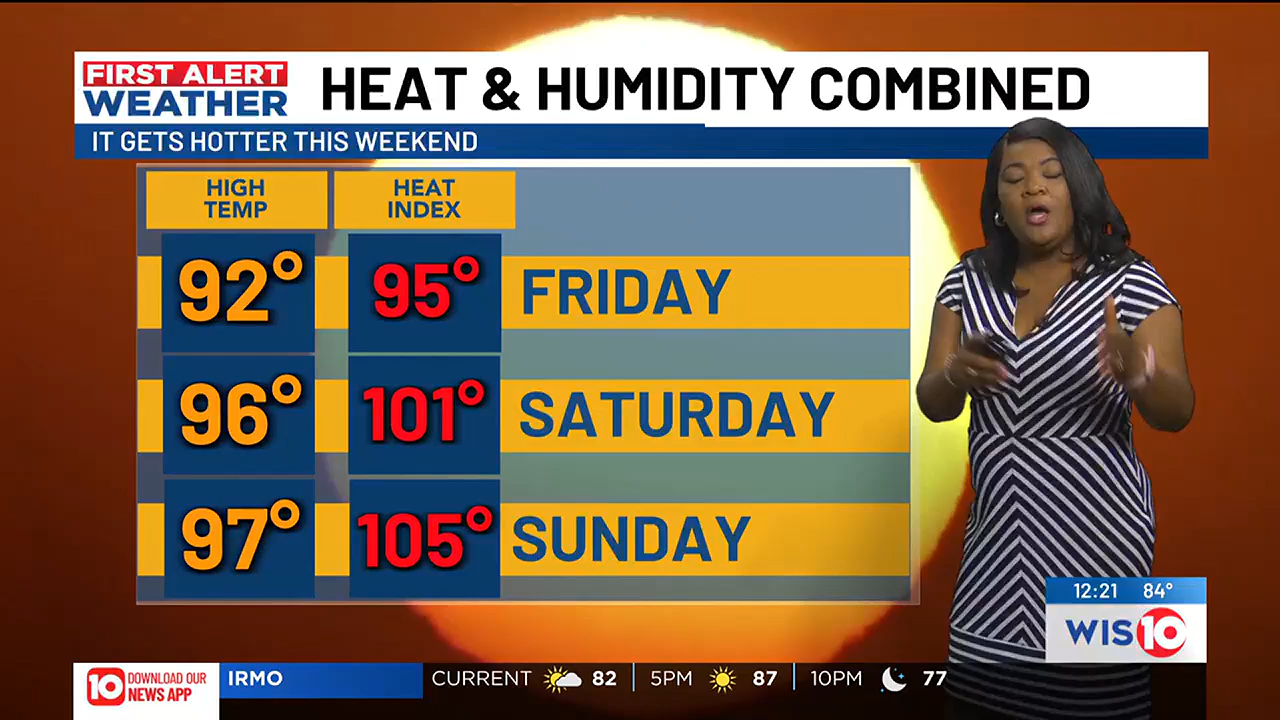 FIRST ALERT
WEATHER
HEAT & HUMIDITY COMBINED
IT GETS HOTTER THIS WEEKEND
HIGH
TEMP
HEAT
INDEX
92° 95° FRIDAY
96° 101° SATURDAY
97° 105° SUNDAY
12:21 84°
WIS10
10 DOWNLOAD OUR
NEWS APP
IRMO
CURRENT 82 5PM 87 10PM 77